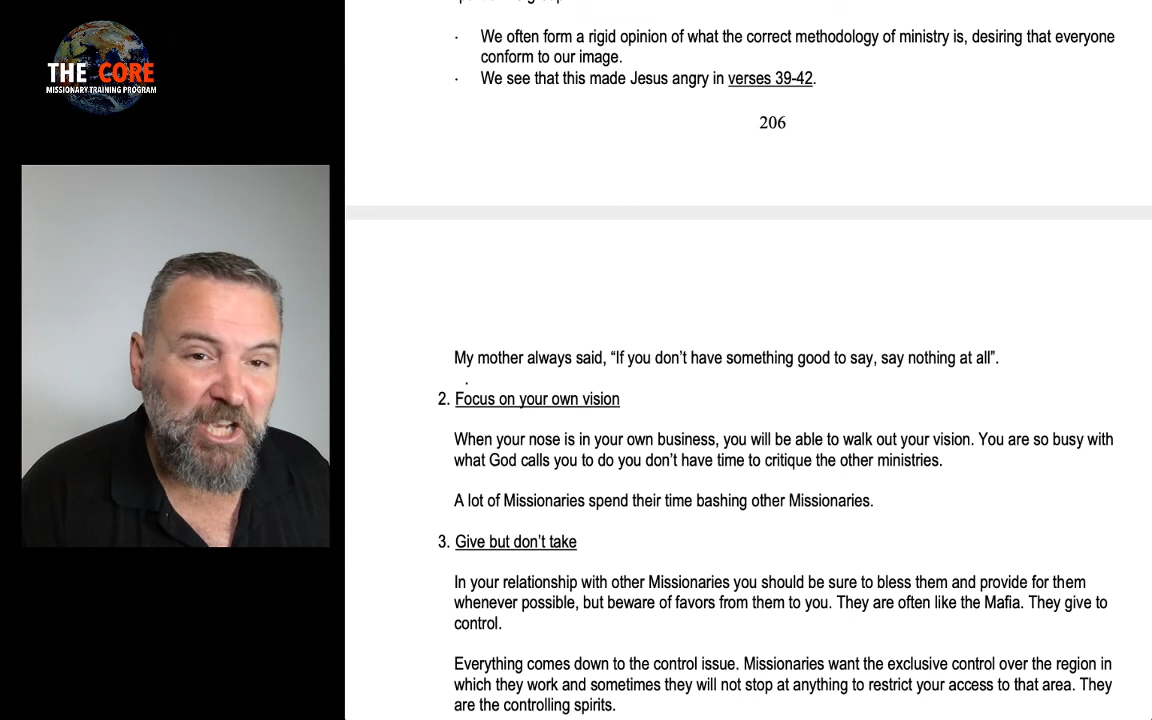 THE CORE
MISSIONARY TRAINING PROGRAM
· We often form a rigid opinion of what the correct methodology of ministry is, desiring that everyone
conform to our image.
· We see that this made Jesus angry in verses 39-42.
206
My mother always said, “If you don’t have something good to say, say nothing at all”.
.
2. Focus on your own vision
When your nose is in your own business, you will be able to walk out your vision. You are so busy with
what God calls you to do you don’t have time to critique the other ministries.
A lot of Missionaries spend their time bashing other Missionaries.
3. Give but don’t take
In your relationship with other Missionaries you should be sure to bless them and provide for them
whenever possible, but beware of favors from them to you. They are often like the Mafia. They give to
control.
Everything comes down to the control issue. Missionaries want the exclusive control over the region in
which they work and sometimes they will not stop at anything to restrict your access to that area. They
are the controlling spirits.